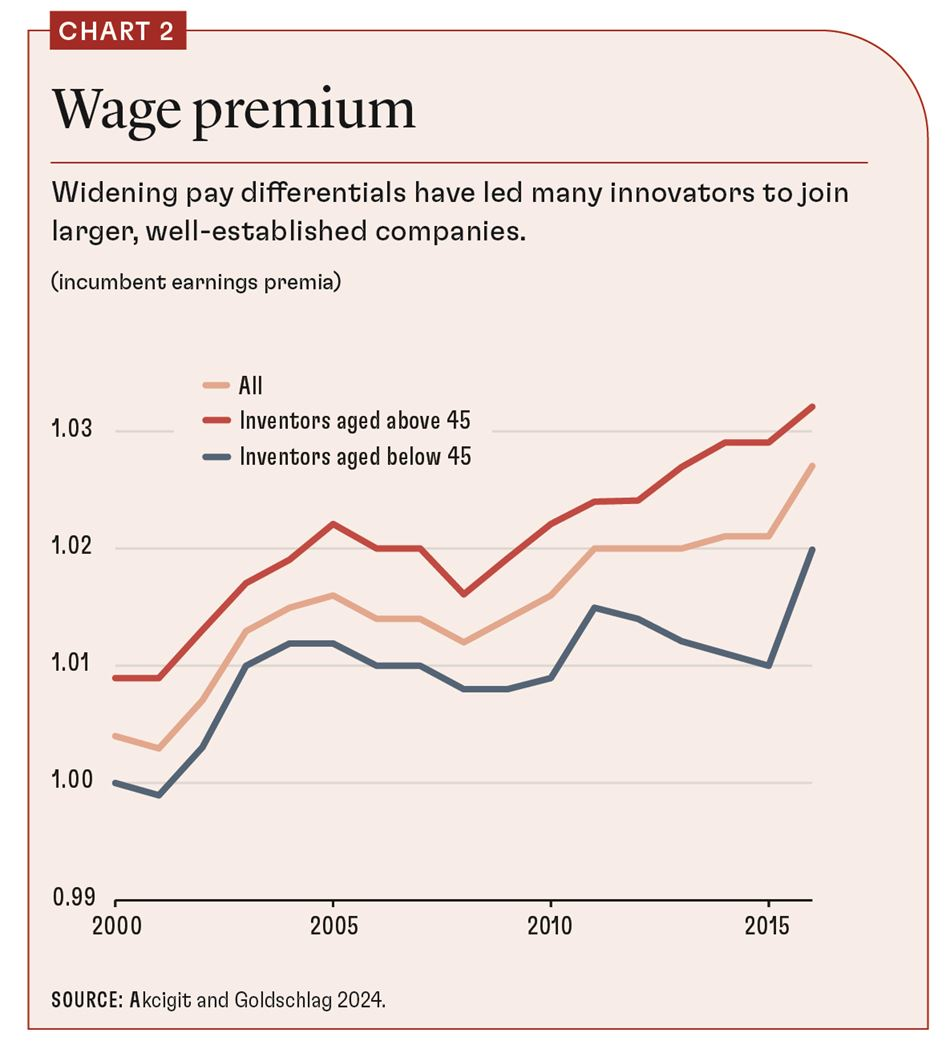 CHART 2
Wage premium
Widening pay differentials have led many innovators to join
larger, well-established companies.
(incumbent earnings premia)
All
Inventors aged above 45
Inventors aged below 45
1.03
1.02
1.01
1.00
0.99
2000 2005 2010 2015
SOURCE: Akcigit and Goldschlag 2024.